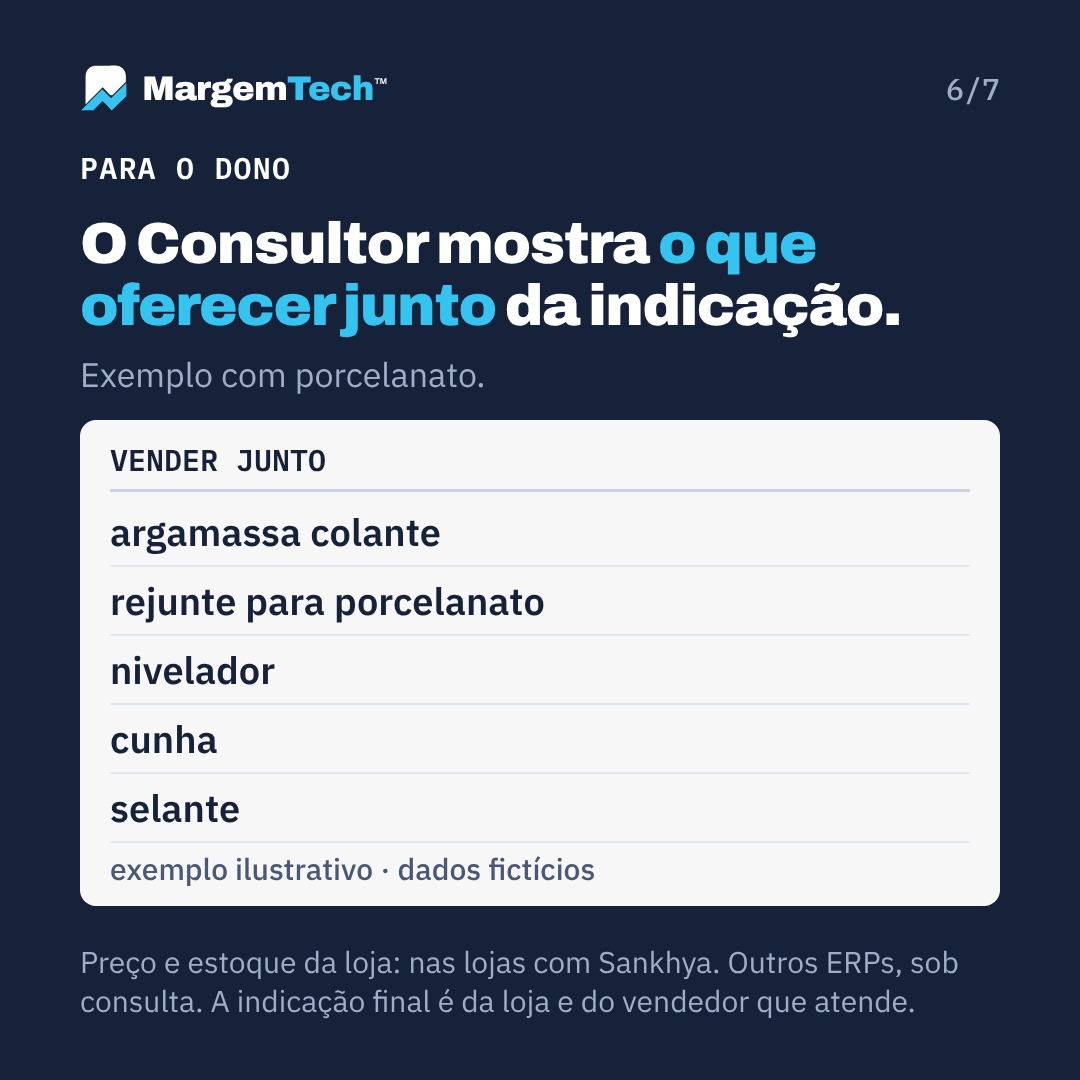 MargemTech™
6/7
PARA O DONO
O Consultor mostra o que
oferecer junto da indicação.
Exemplo com porcelanato.
VENDER JUNTO
argamassa colante
rejunte para porcelanato
nivelador
cunha
selante
exemplo ilustrativo · dados fictícios
Preço e estoque da loja: nas lojas com Sankhya. Outros ERPs, sob
consulta. A indicação final é da loja e do vendedor que atende.